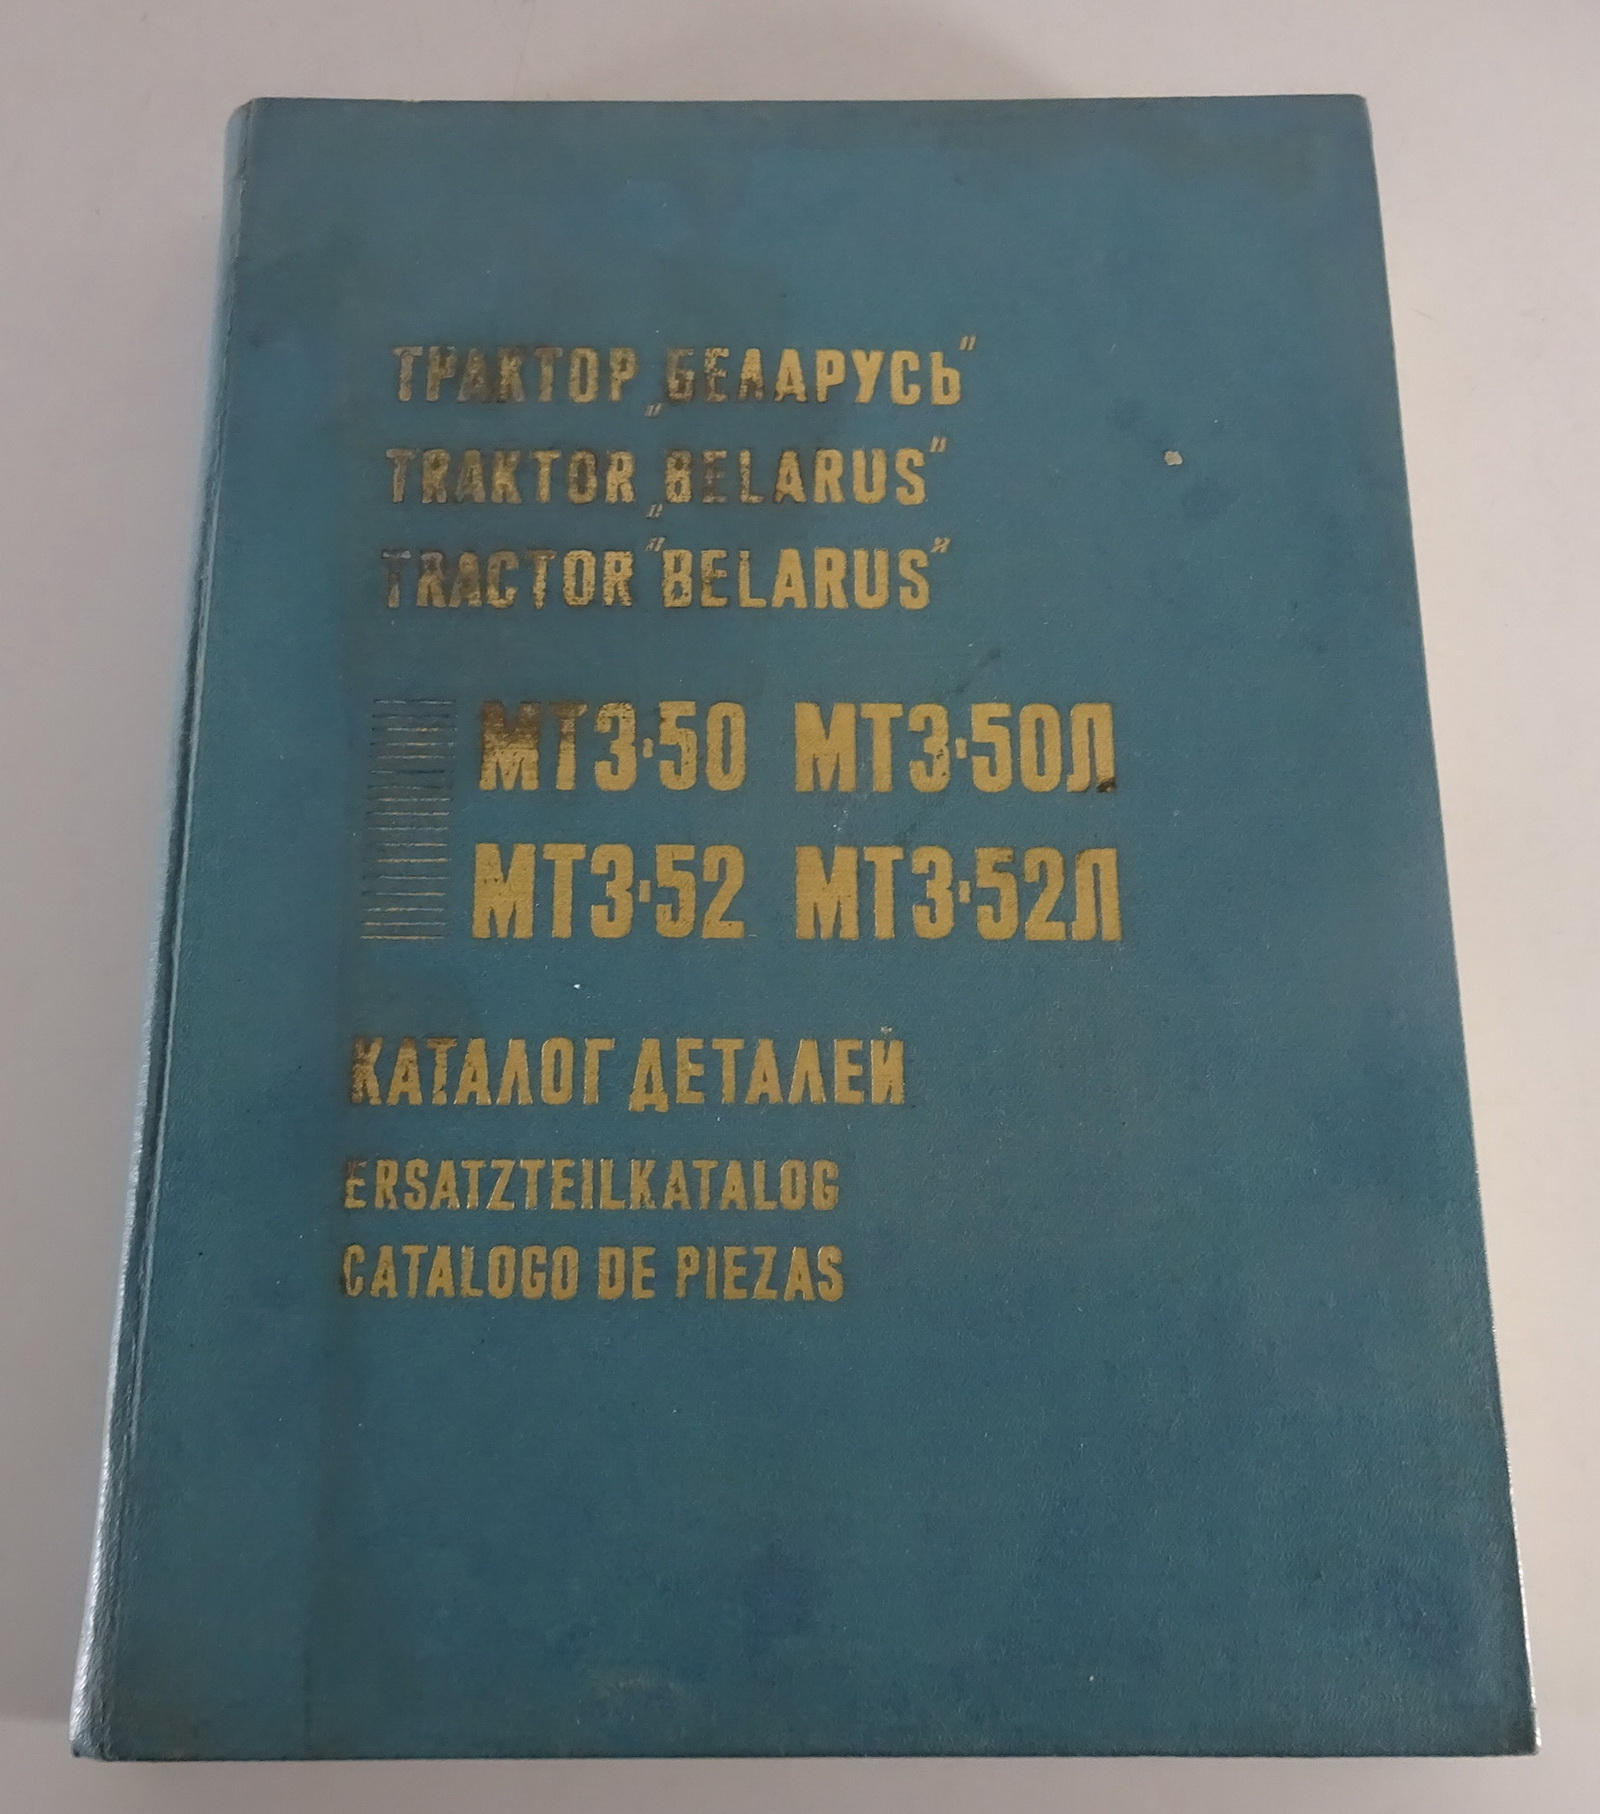 ТРАКТОР „БЕЛАРУСЬ"
TRAKTOR „BELARUS"
TRACTOR "BELARUS"
МТЗ·50 МТЗ·50Л
МТЗ·52 МТЗ·52Л
КАТАЛОГ ДЕТАЛЕЙ
ERSATZTEILKATALOG
CATALOGO DE PIEZAS